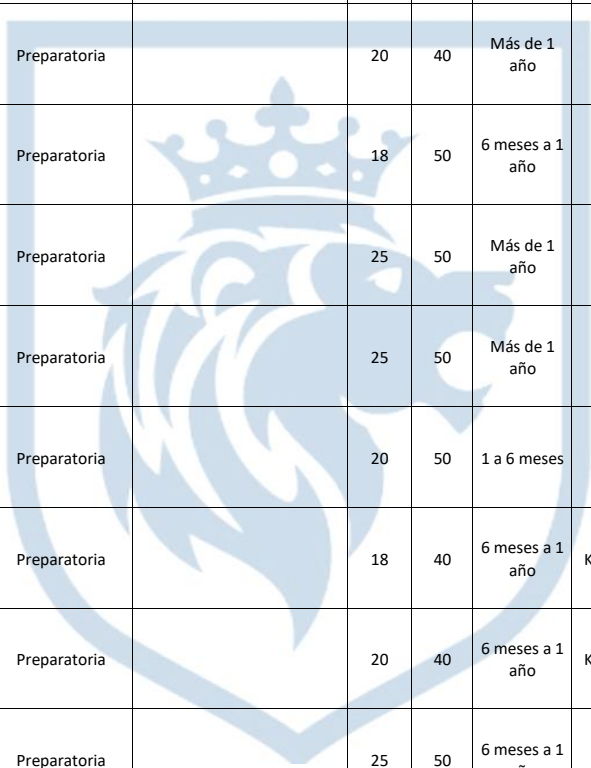 Preparatoria 20 40 Más de 1
año
Preparatoria 18 50 6 meses a 1
año
Preparatoria 25 50 Más de 1
año
Preparatoria 25 50 Más de 1
año
Preparatoria 20 50 1 a 6 meses
Preparatoria 18 40 6 meses a 1 K
año
Preparatoria 20 40 6 meses a 1 K
año
Preparatoria 25 50 6 meses a 1